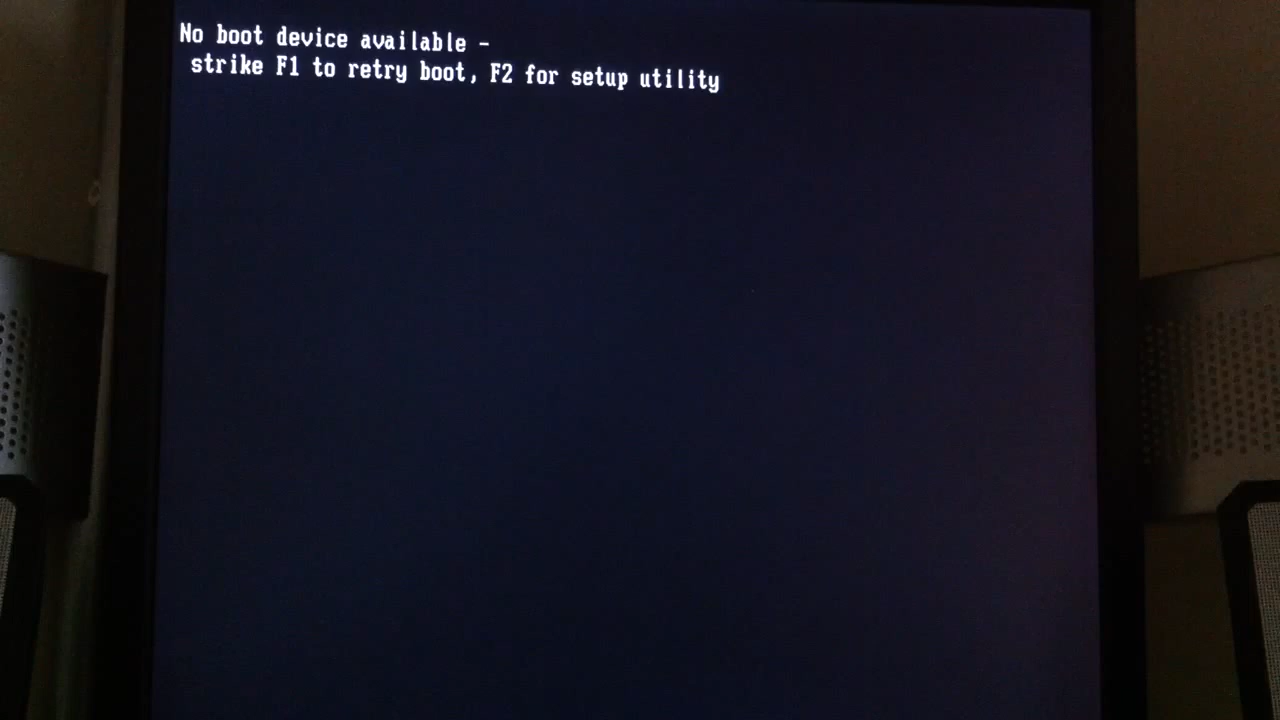 No boot device available -
strike F1 to retry boot, F2 for setup utility